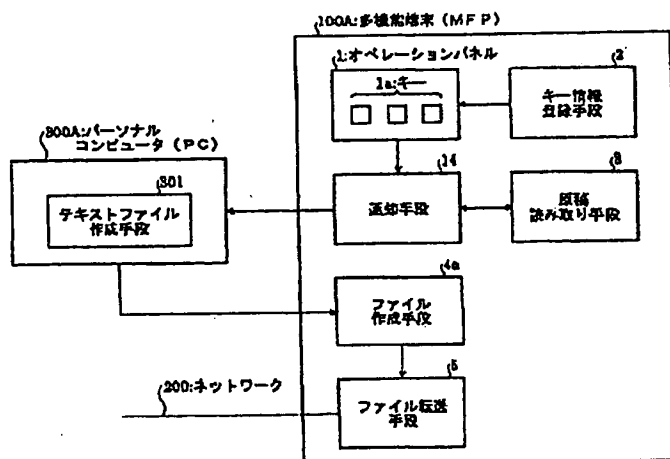 100A:多機能端末(MFP)
1:オペレーションパネル
1a:キー
2
キー情報
登録手段
300A:パーソナル
コンピュータ(PC)
301
テキストファイル
作成手段
14
通知手段
3
原稿
読み取り手段
4a
ファイル
作成手段
5
ファイル転送
手段
200:ネットワーク